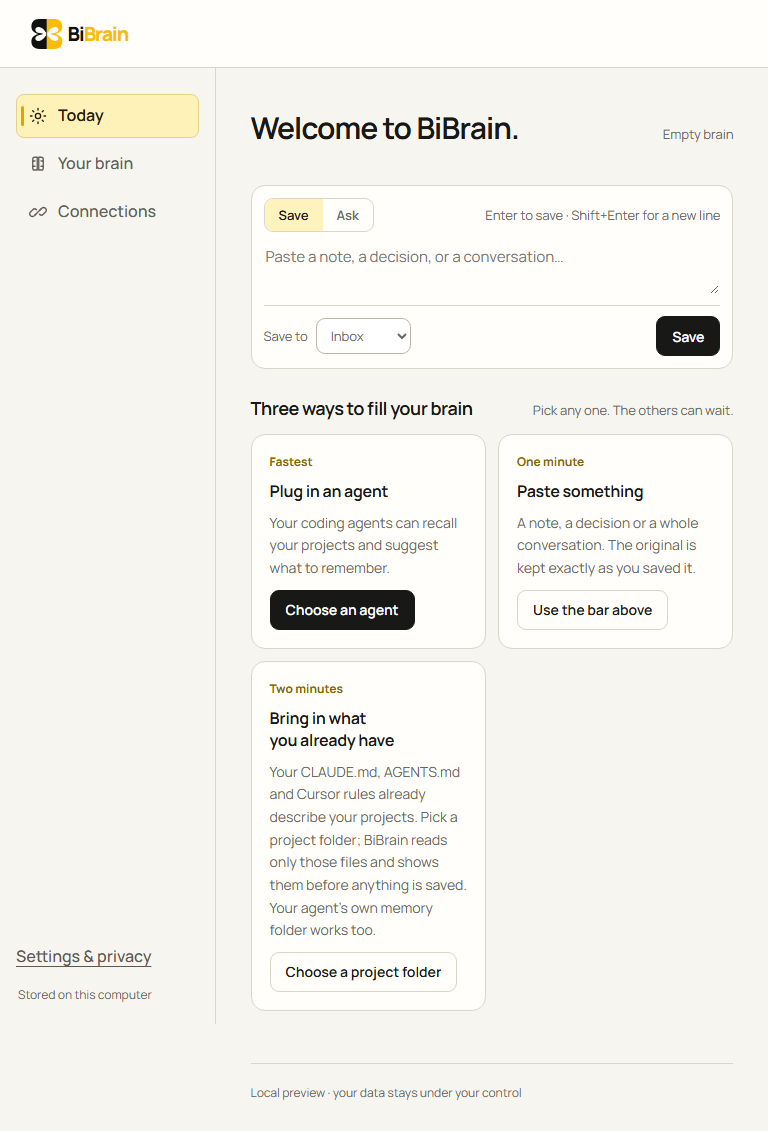 BiBrain
Today
Your brain
Connections
Settings & privacy
Stored on this computer
Welcome to BiBrain.
Empty brain
Save
Ask
Enter to save · Shift+Enter for a new line
Paste a note, a decision, or a conversation…
Save to
Inbox
Save
Three ways to fill your brain
Pick any one. The others can wait.
Fastest
Plug in an agent
Your coding agents can recall
your projects and suggest
what to remember.
Choose an agent
One minute
Paste something
A note, a decision or a whole
conversation. The original is
kept exactly as you saved it.
Use the bar above
Two minutes
Bring in what
you already have
Your CLAUDE.md, AGENTS.md
and Cursor rules already
describe your projects. Pick a
project folder; BiBrain reads
only those files and shows
them before anything is saved.
Your agent’s own memory
folder works too.
Choose a project folder
Local preview · your data stays under your control